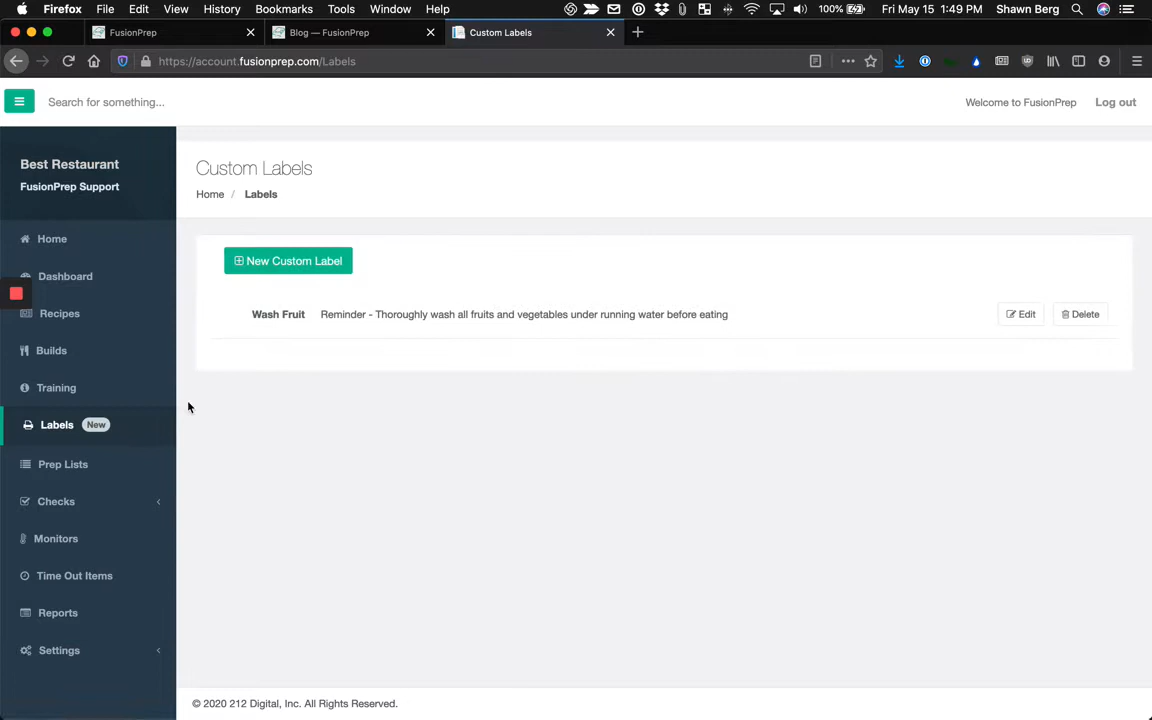 Firefox File Edit View History Bookmarks Tools Window Help 100% Fri May 15 1:49 PM Shawn Berg
FusionPrep Blog — FusionPrep Custom Labels
https://account.fusionprep.com/Labels
Search for something... Welcome to FusionPrep Log out
Best Restaurant
FusionPrep Support
Custom Labels
Home / Labels
Home
Dashboard
Recipes
Builds
Training
Labels New
Prep Lists
Checks
Monitors
Time Out Items
Reports
Settings
New Custom Label
Wash Fruit Reminder - Thoroughly wash all fruits and vegetables under running water before eating Edit Delete
© 2020 212 Digital, Inc. All Rights Reserved.